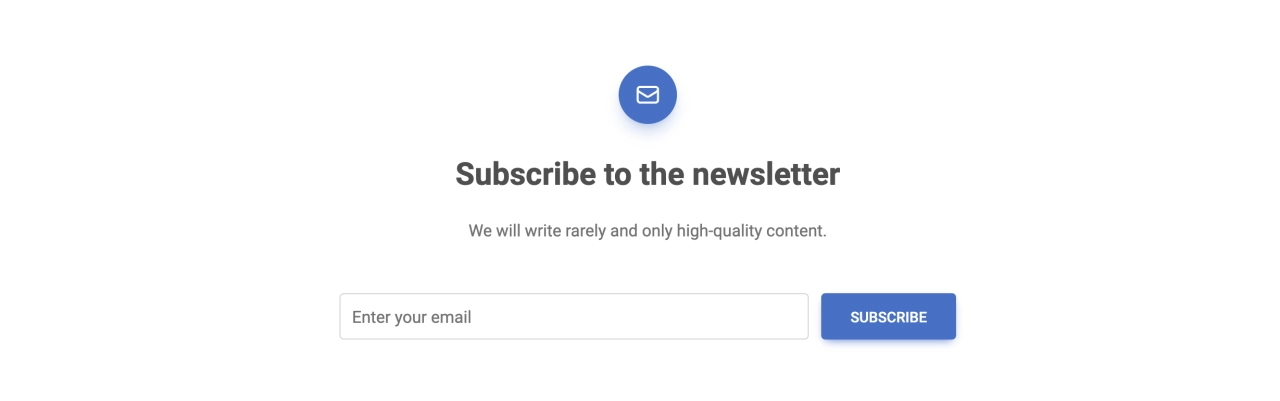 Subscribe to the newsletter
We will write rarely and only high-quality content.
Enter your email
SUBSCRIBE